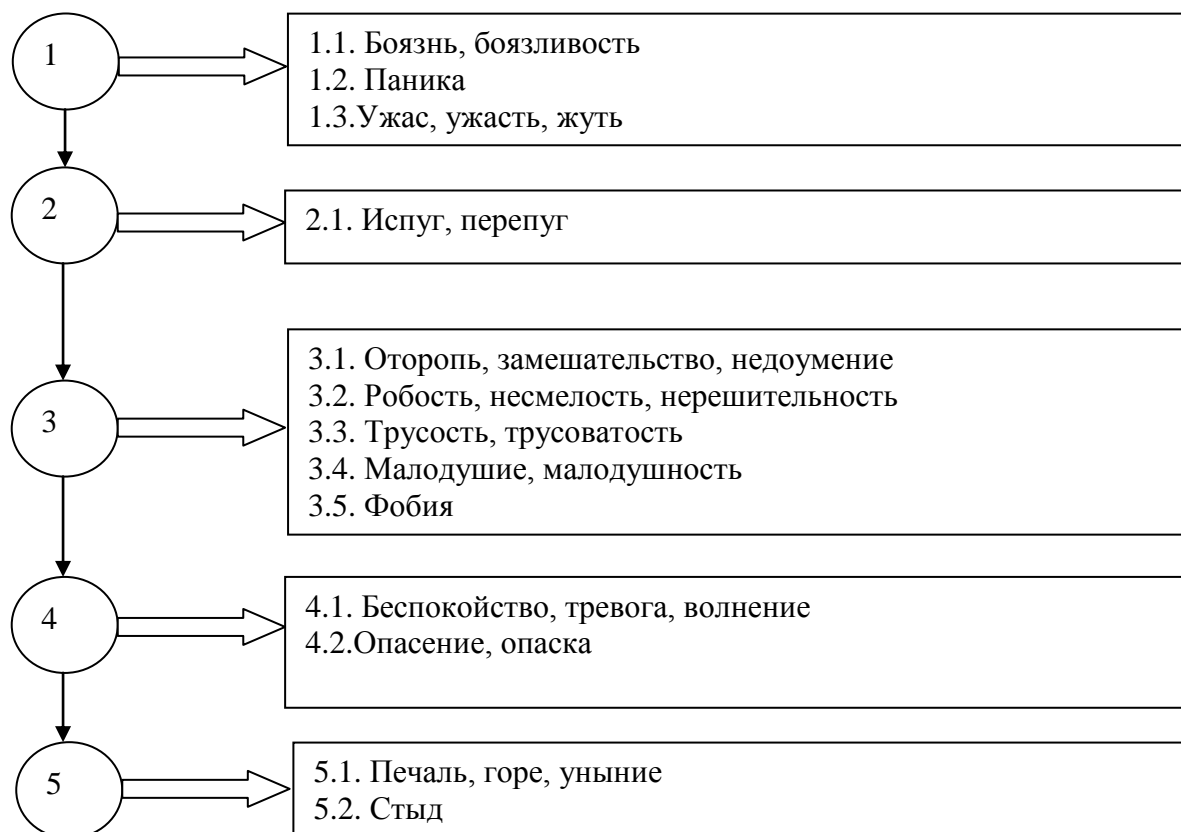 1
1.1. Боязнь, боязливость
1.2. Паника
1.3.Ужас, ужасть, жуть
2
2.1. Испуг, перепуг
3
3.1. Оторопь, замешательство, недоумение
3.2. Робость, несмелость, нерешительность
3.3. Трусость, трусоватость
3.4. Малодушие, малодушность
3.5. Фобия
4
4.1. Беспокойство, тревога, волнение
4.2.Опасение, опаска
5
5.1. Печаль, горе, уныние
5.2. Стыд